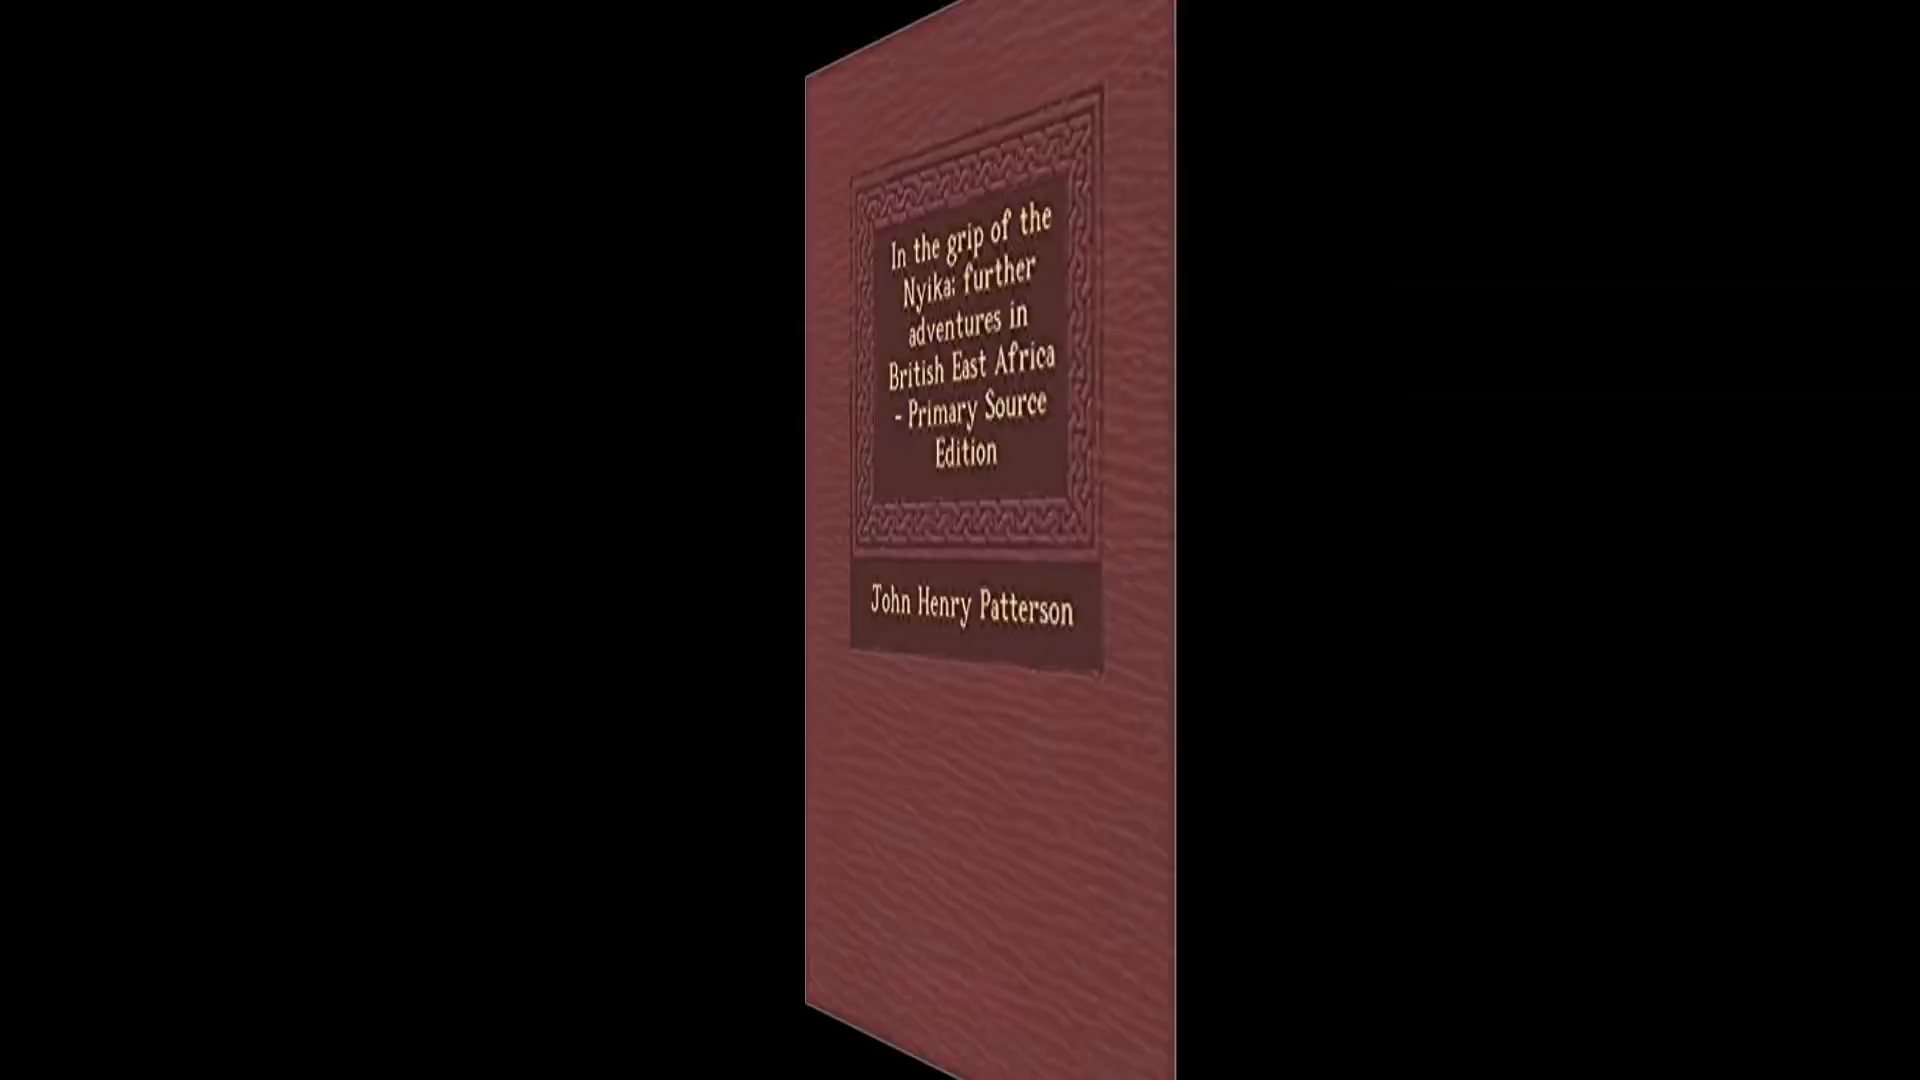 In the grip of the
Nyika; further
adventures in
British East Africa
- Primary Source
Edition
John Henry Patterson